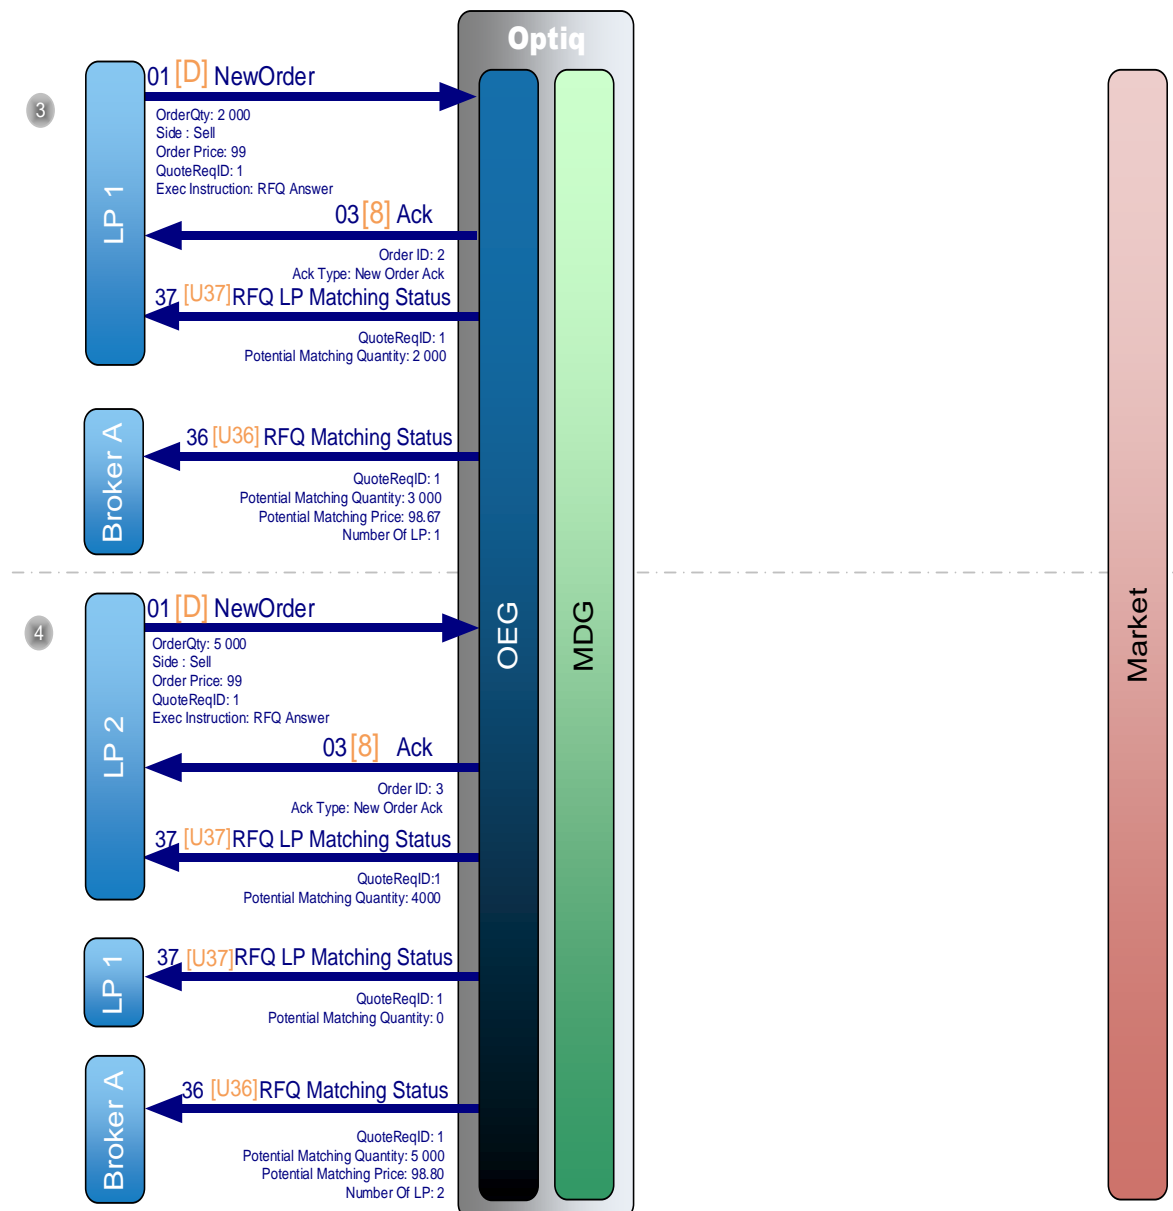 Optiq
3
LP 1
01 [D] NewOrder
OrderQty: 2 000
Side : Sell
Order Price: 99
QuoteReqID: 1
Exec Instruction: RFQ Answer
03 [8] Ack
Order ID: 2
Ack Type: New Order Ack
37 [U37] RFQ LP Matching Status
QuoteReqID: 1
Potential Matching Quantity: 2 000
Broker A
36 [U36] RFQ Matching Status
QuoteReqID: 1
Potential Matching Quantity: 3 000
Potential Matching Price: 98.67
Number Of LP: 1
OEG
MDG
Market
4
LP 2
01 [D] NewOrder
OrderQty: 5 000
Side : Sell
Order Price: 99
QuoteReqID: 1
Exec Instruction: RFQ Answer
03 [8] Ack
Order ID: 3
Ack Type: New Order Ack
37 [U37] RFQ LP Matching Status
QuoteReqID:1
Potential Matching Quantity: 4000
LP 1
37 [U37] RFQ LP Matching Status
QuoteReqID: 1
Potential Matching Quantity: 0
Broker A
36 [U36] RFQ Matching Status
QuoteReqID: 1
Potential Matching Quantity: 5 000
Potential Matching Price: 98.80
Number Of LP: 2